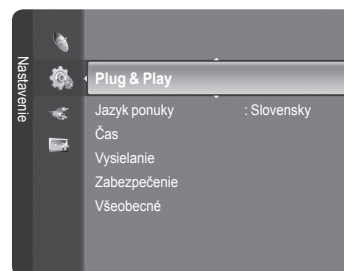 Nastavenie
Plug & Play
Jazyk ponuky : Slovensky
Čas
Vysielanie
Zabezpečenie
Všeobecné